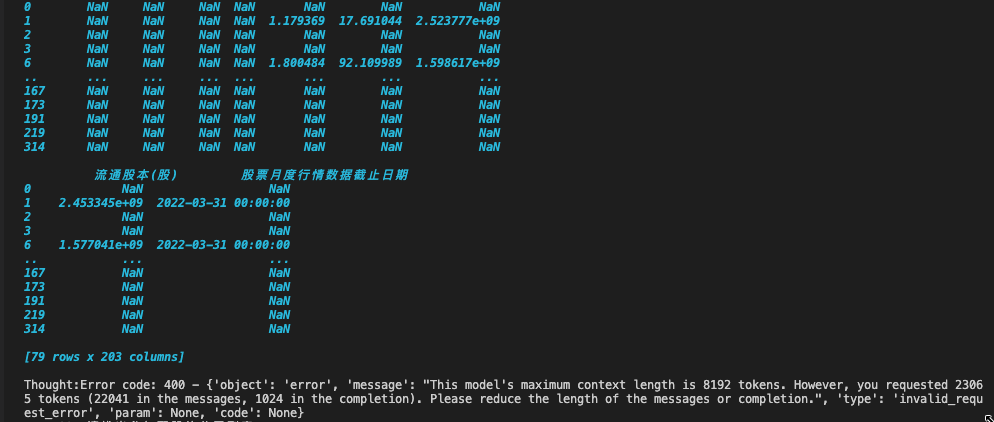 0 NaN NaN NaN NaN NaN NaN NaN
1 NaN NaN NaN NaN 1.179369 17.691044 2.523777e+09
2 NaN NaN NaN NaN NaN NaN NaN
3 NaN NaN NaN NaN NaN NaN NaN
6 NaN NaN NaN NaN 1.800484 92.109989 1.598617e+09
.. ... ... ... ... ... ... ...
167 NaN NaN NaN NaN NaN NaN NaN
173 NaN NaN NaN NaN NaN NaN NaN
191 NaN NaN NaN NaN NaN NaN NaN
219 NaN NaN NaN NaN NaN NaN NaN
314 NaN NaN NaN NaN NaN NaN NaN
流通股本(股) 股票月度行情数据截止日期
0 NaN NaN
1 2.453345e+09 2022-03-31 00:00:00
2 NaN NaN
3 NaN NaN
6 1.577041e+09 2022-03-31 00:00:00
.. ... ...
167 NaN NaN
173 NaN NaN
191 NaN NaN
219 NaN NaN
314 NaN NaN
[79 rows x 203 columns]
Thought:Error code: 400 - {'object': 'error', 'message': "This model's maximum context length is 8192 tokens. However, you requested 2306
5 tokens (22041 in the messages, 1024 in the completion). Please reduce the length of the messages or completion.", 'type': 'invalid_requ
est_error', 'param': None, 'code': None}